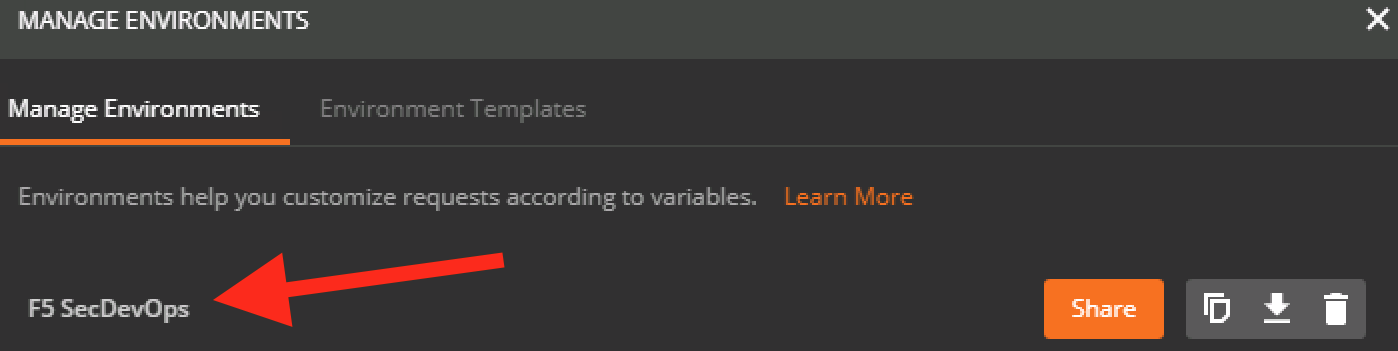 MANAGE ENVIRONMENTS
Manage Environments Environment Templates
Environments help you customize requests according to variables. Learn More
F5 SecDevOps Share